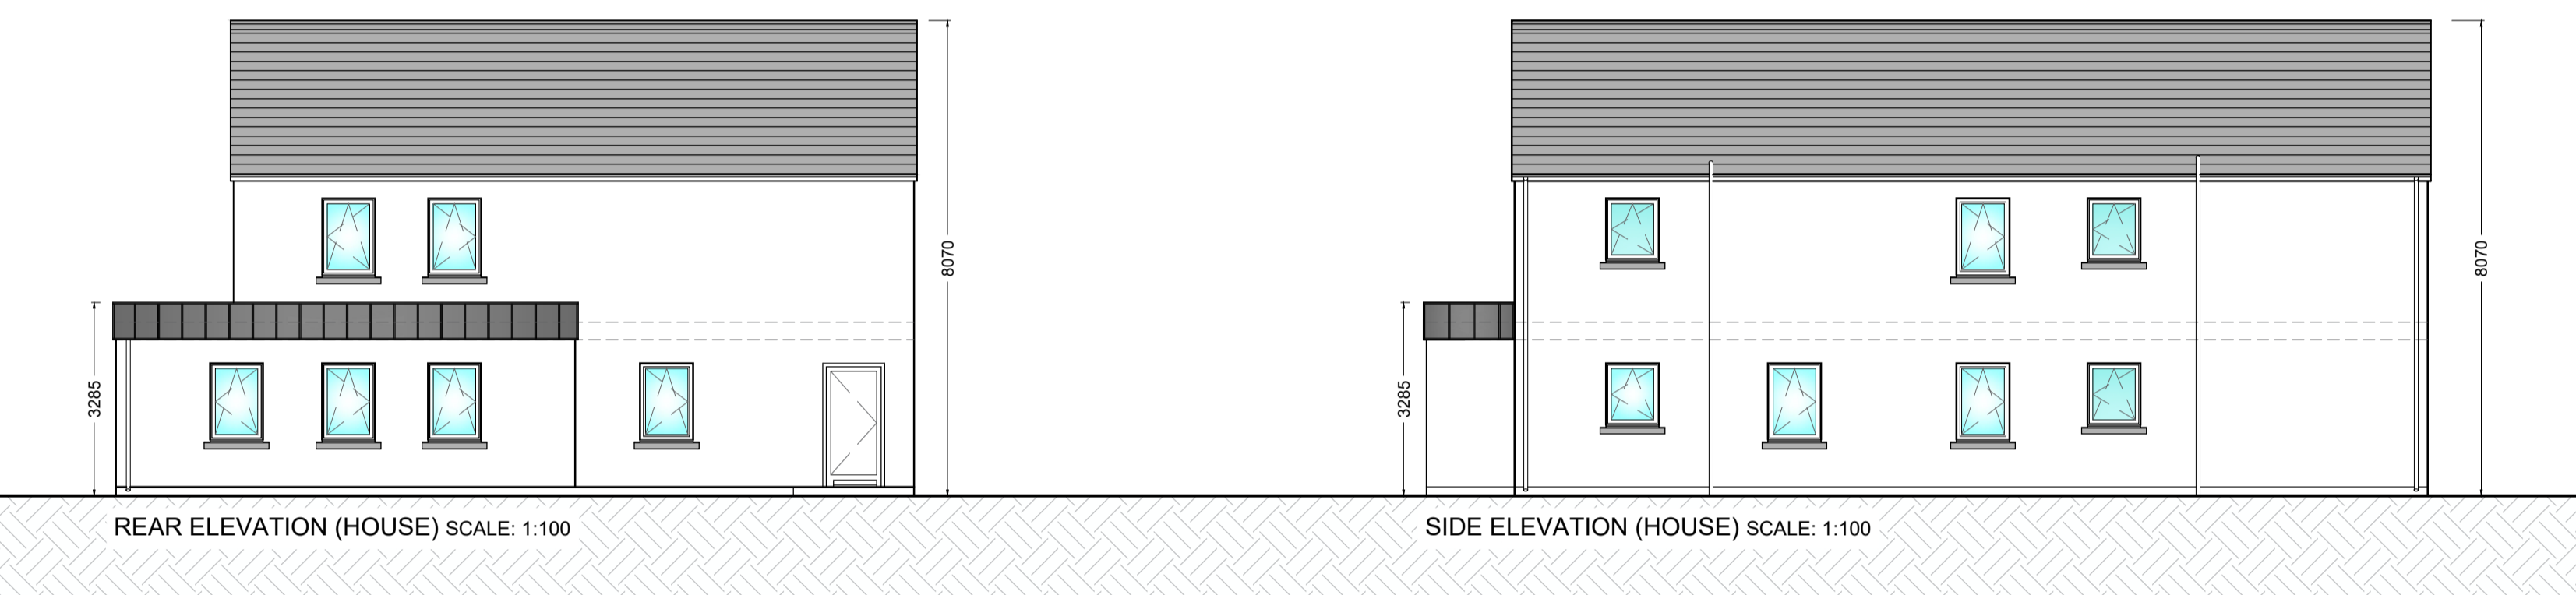 8070
3285
REAR ELEVATION (HOUSE) SCALE: 1:100
8070
3285
SIDE ELEVATION (HOUSE) SCALE: 1:100